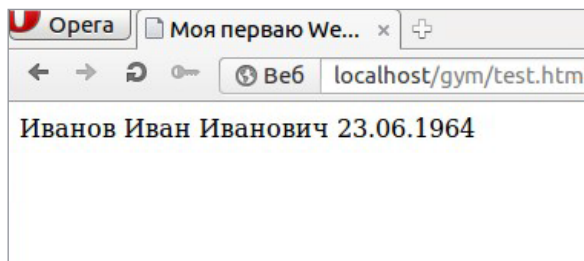 Opera
Моя перваю We...
Веб
localhost/gym/test.htm
Иванов Иван Иванович 23.06.1964